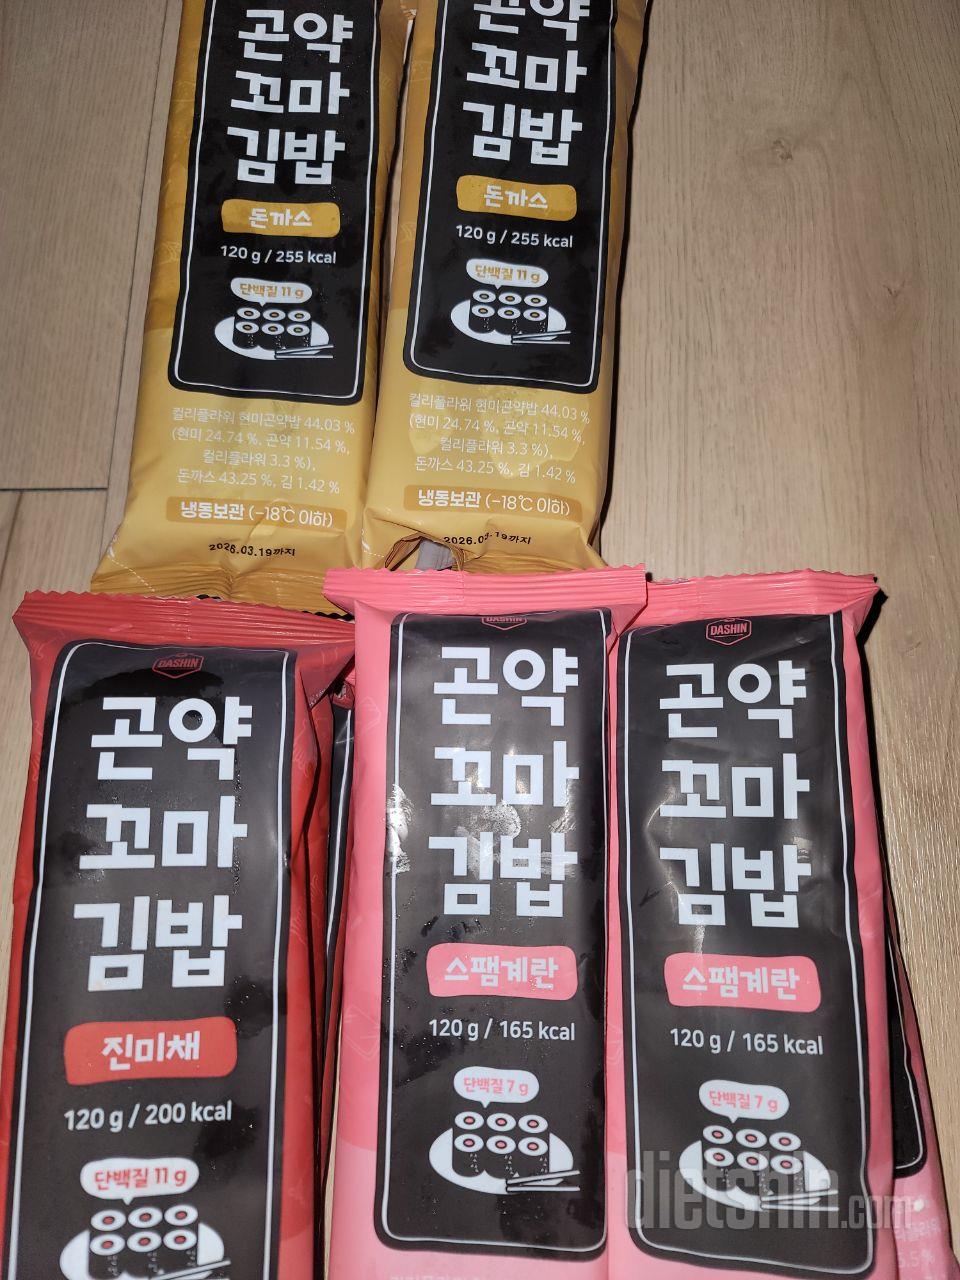 곤약
꼬마
김밥
돈까스
120 g / 255 kcal
단백질 11 g
컬리플라워 현미곤약밥 44.03 %
(현미 24.74 %, 곤약 11.54 %
컬리플라워 3.3 %),
돈까스 43.25 %, 김 1.42 %
냉동보관 (-18℃ 이하)
2026.03.19까지
곤약
꼬마
김밥
돈까스
120 g / 255 kcal
단백질 11 g
컬리플라워 현미곤약밥 44.03 %
(현미 24.74 %, 곤약 11.54 %,
컬리플라워 3.3 %),
돈까스 43.25 %, 김 1.42 %
냉동보관 (-18℃ 이하)
2026.03.19까지
DASHIN
곤약
꼬마
김밥
진미채
120 g / 200 kcal
단백질 11 g
DASHIN
곤약
꼬마
김밥
스팸계란
120 g / 165 kcal
단백질 7 g
DASHIN
곤약
꼬마
김밥
스팸계란
120 g / 165 kcal
단백질 7 g
dietshin.com